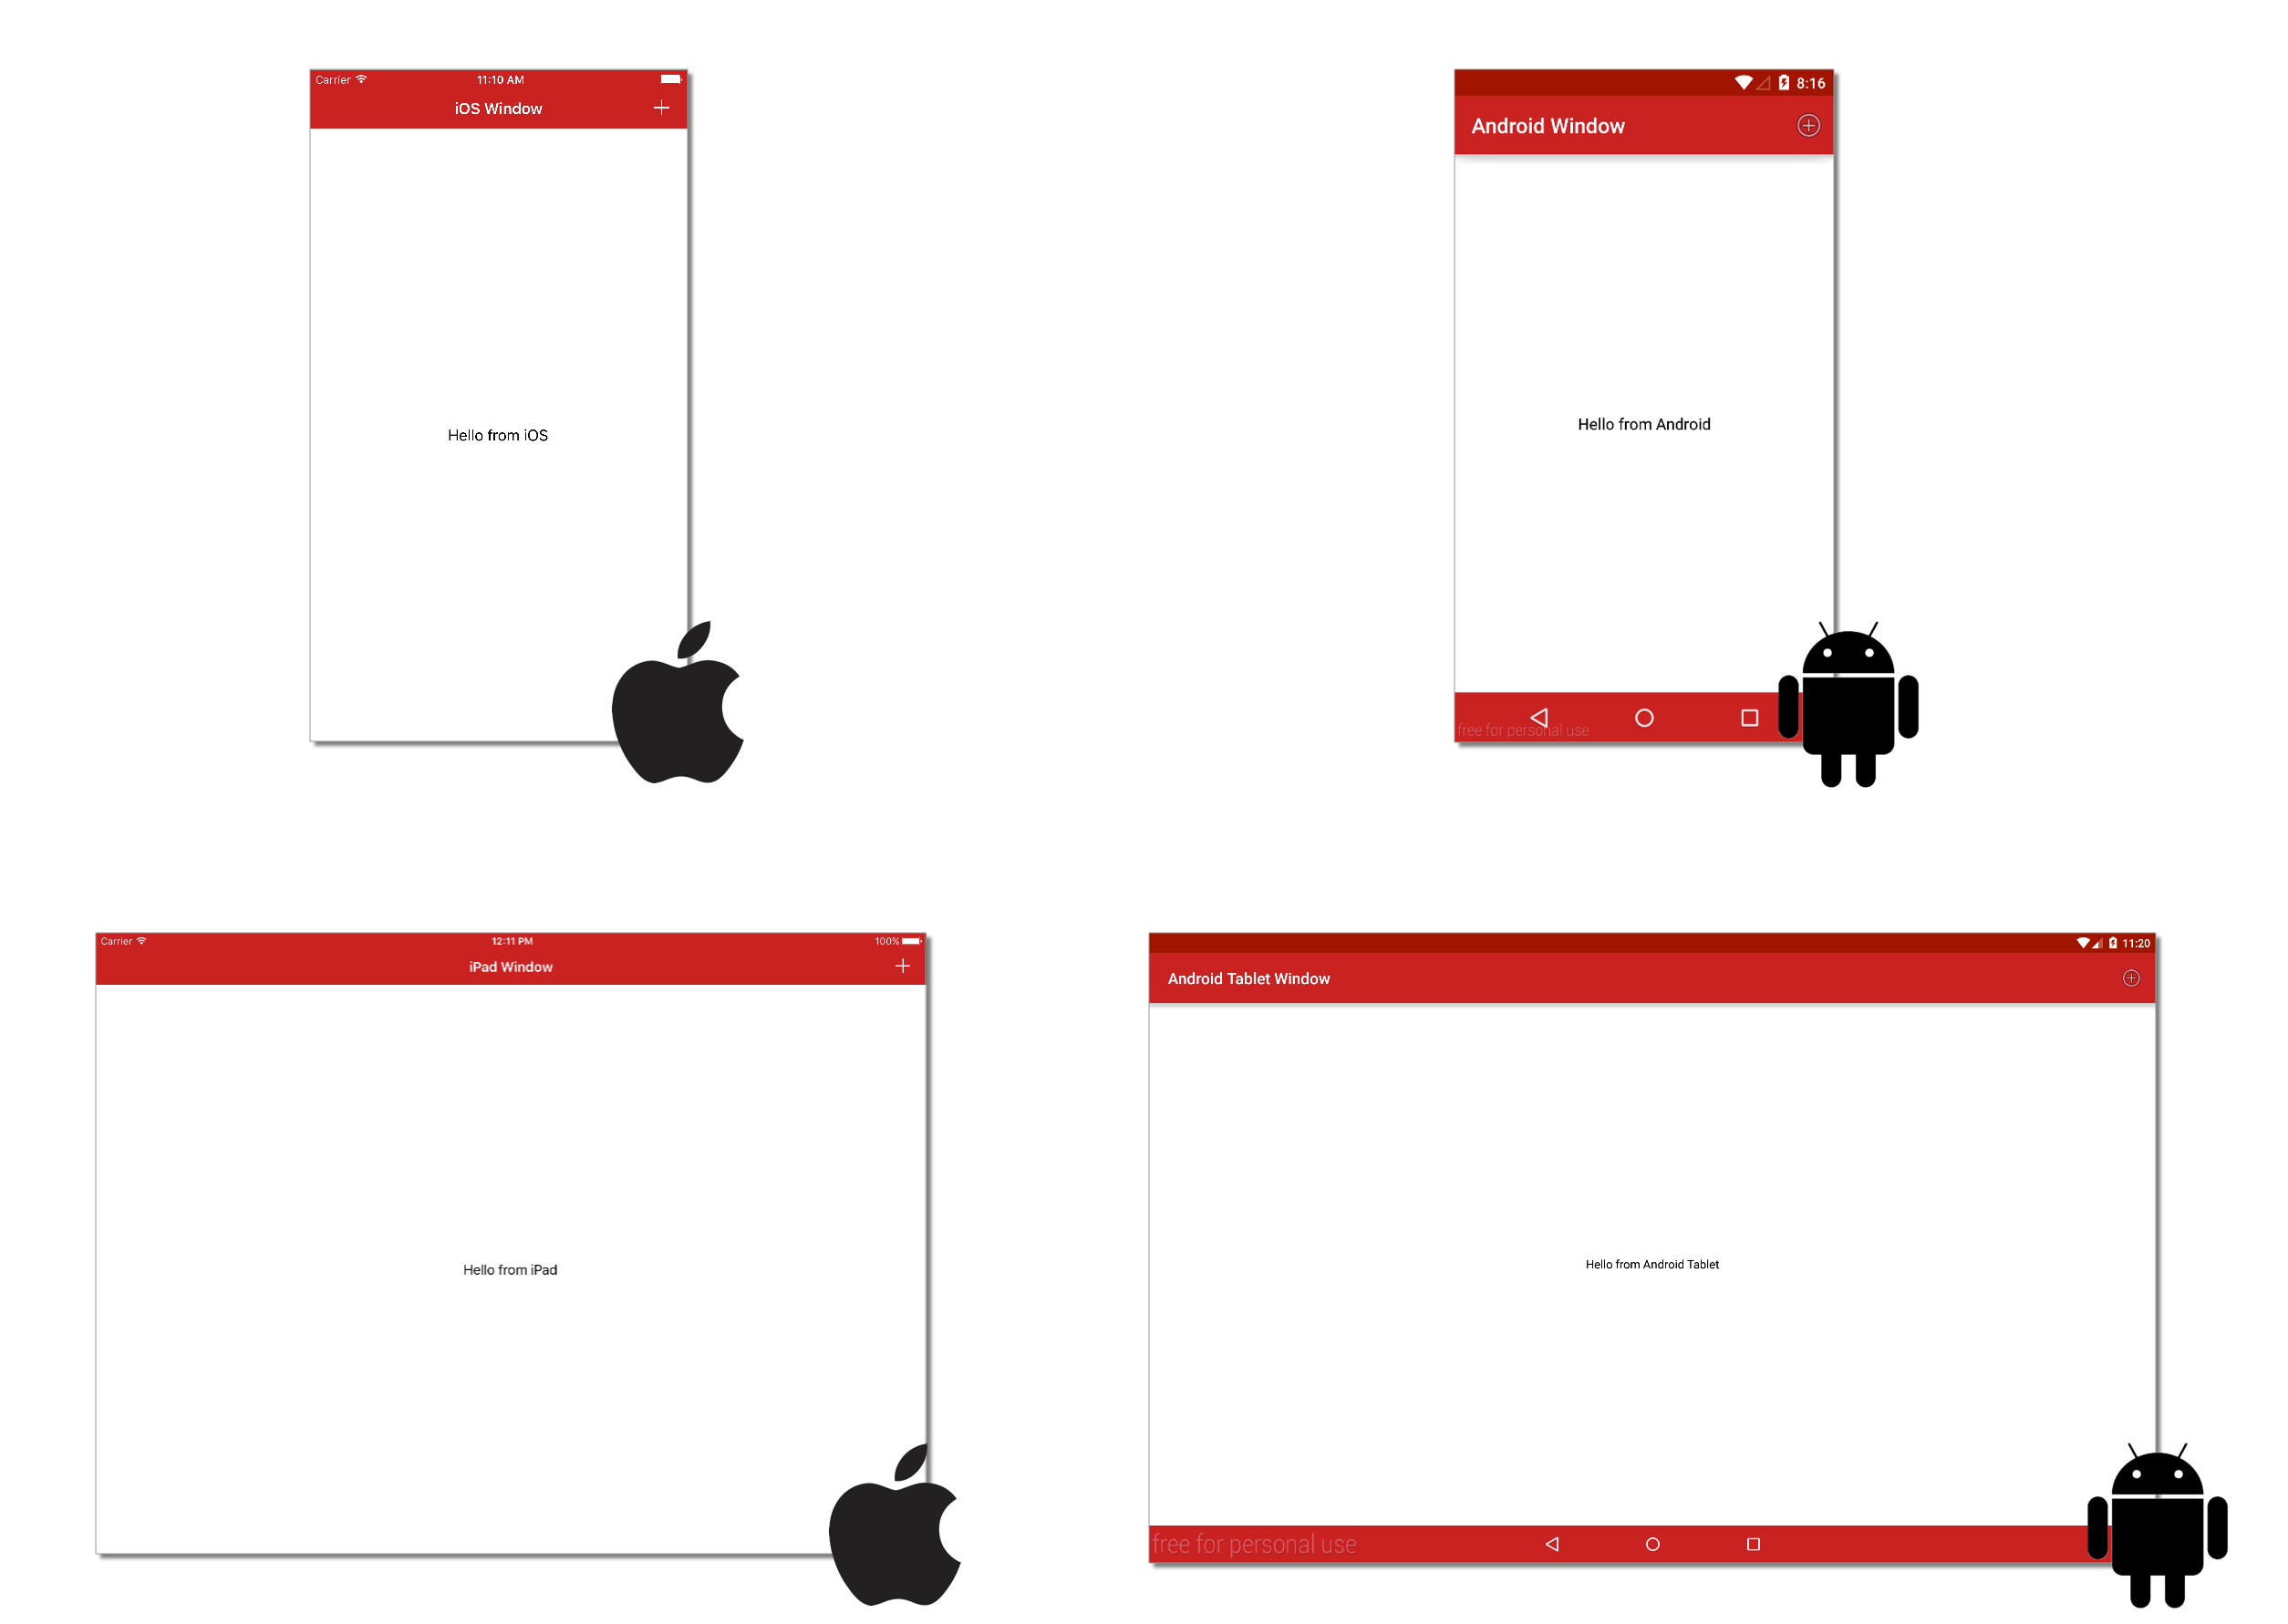 Carrier 11:10 AM
iOS Window
Hello from iOS
8:16
Android Window
Hello from Android
free for personal use
Carrier 12:11 PM 100%
iPad Window
Hello from iPad
11:20
Android Tablet Window
Hello from Android Tablet
free for personal use